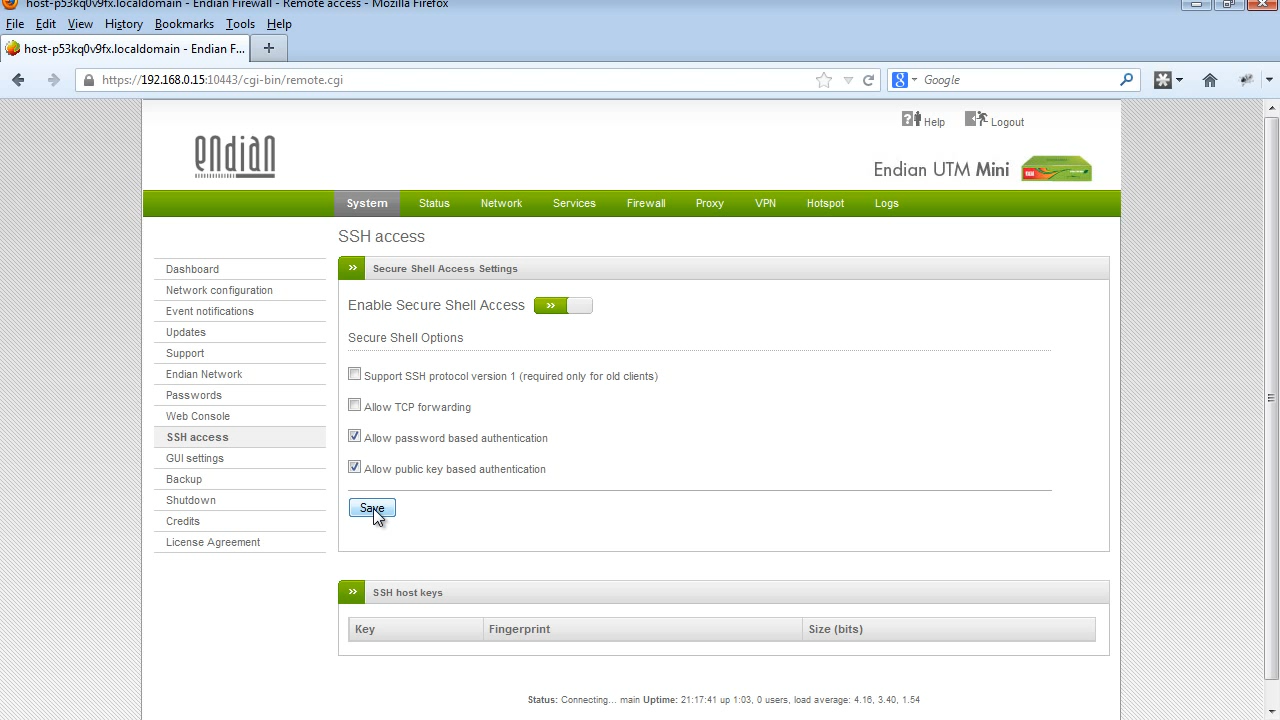 host-p53kq0v9fx.localdomain - Endian Firewall - Remote access - Mozilla Firefox
File Edit View History Bookmarks Tools Help
host-p53kq0v9fx.localdomain - Endian F... +
https://192.168.0.15:10443/cgi-bin/remote.cgi Google
Help Logout
endian
Endian UTM Mini
System Status Network Services Firewall Proxy VPN Hotspot Logs
SSH access
Dashboard
Network configuration
Event notifications
Updates
Support
Endian Network
Passwords
Web Console
SSH access
GUI settings
Backup
Shutdown
Credits
License Agreement
Secure Shell Access Settings
Enable Secure Shell Access
Secure Shell Options
Support SSH protocol version 1 (required only for old clients)
Allow TCP forwarding
Allow password based authentication
Allow public key based authentication
Save
SSH host keys
Key Fingerprint Size (bits)
Status: Connecting... main Uptime: 21:17:41 up 1:03, 0 users, load average: 4.16, 3.40, 1.54